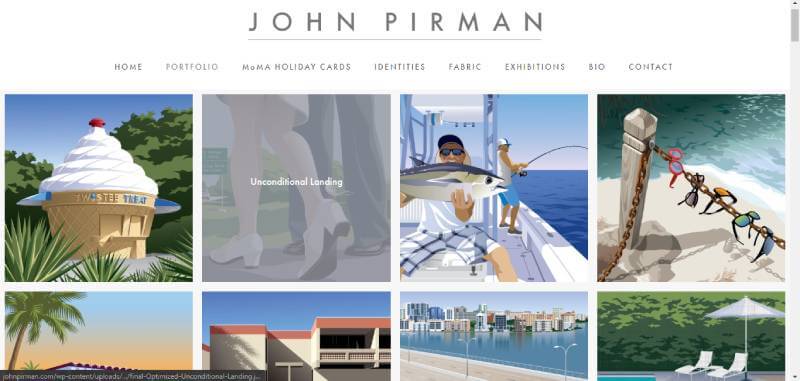 JOHN PIRMAN
HOME PORTFOLIO MoMA HOLIDAY CARDS IDENTITIES FABRIC EXHIBITIONS BIO CONTACT
TWISTEE TREAT
Unconditional Landing
johnpirman.com/wp-content/uploads/.../final-Optimized-Unconditional-Landing.j...